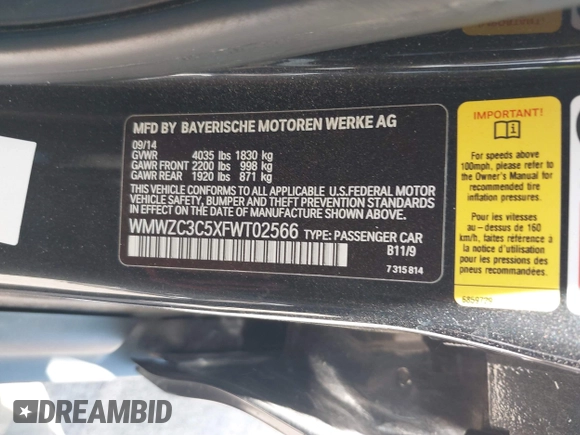 MFD BY BAYERISCHE MOTOREN WERKE AG
09/14
GVWR 4035 lbs 1830 kg
GAWR FRONT 2200 lbs 998 kg
GAWR REAR 1920 lbs 871 kg
THIS VEHICLE CONFORMS TO ALL APPLICABLE U.S.FEDERAL MOTOR
VEHICLE SAFETY, BUMPER AND THEFT PREVENTION STANDARDS
IN EFFECT ON THE DATE OF MANUFACTURE SHOWN ABOVE.
WMWZC3C5XFWT02566 TYPE: PASSENGER CAR
B11/9
7 315 814
IMPORTANT!
For speeds above
100mph, please refer to
the Owner's Manual for
recommended tire
inflation pressures.
Pour les vitesses
au - dessus de 160
km/h, faites référence à
la notice d'utilisation
pour les pressions des
pneus recommandées.
DREAMBID